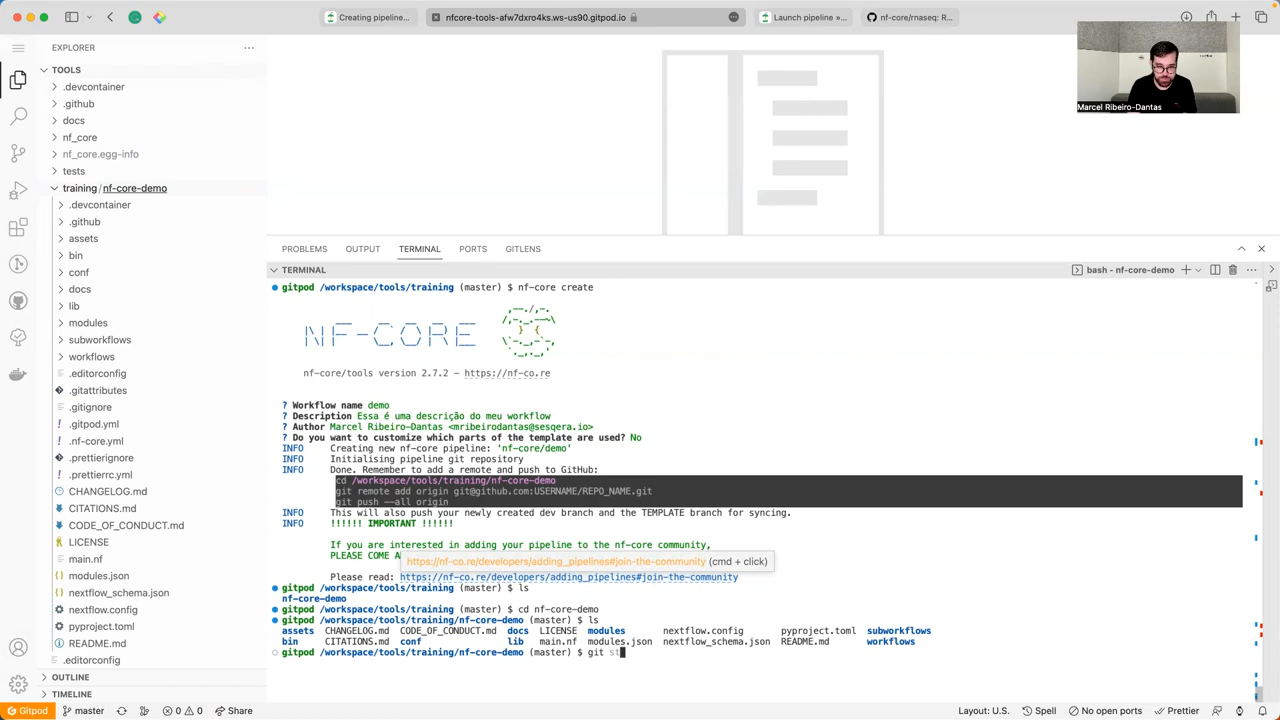 Creating pipeline...
nfcore-tools-afw7dxro4ks.ws-us90.gitpod.io
Launch pipeline »...
nf-core/rnaseq: R...
Marcel Ribeiro-Dantas
EXPLORER
TOOLS
.devcontainer
.github
docs
nf_core
nf_core.egg-info
tests
training / nf-core-demo
.devcontainer
.github
assets
bin
conf
docs
lib
modules
subworkflows
workflows
.editorconfig
.gitattributes
.gitignore
.gitpod.yml
.nf-core.yml
.prettierignore
.prettierrc.yml
CHANGELOG.md
CITATIONS.md
CODE_OF_CONDUCT.md
LICENSE
main.nf
modules.json
nextflow_schema.json
nextflow.config
pyproject.toml
README.md
.editorconfig
OUTLINE
TIMELINE
PROBLEMS OUTPUT TERMINAL PORTS GITLENS
TERMINAL
bash - nf-core-demo
gitpod /workspace/tools/training (master) $ nf-core create
nf-core/tools version 2.7.2 - https://nf-co.re
? Workflow name demo
? Description Essa é uma descrição do meu workflow
? Author Marcel Ribeiro-Dantas <mribeirodantas@sesqera.io>
? Do you want to customize which parts of the template are used? No
INFO Creating new nf-core pipeline: 'nf-core/demo'
INFO Initialising pipeline git repository
INFO Done. Remember to add a remote and push to GitHub:
cd /workspace/tools/training/nf-core-demo
git remote add origin git@github.com:USERNAME/REPO_NAME.git
git push --all origin
INFO This will also push your newly created dev branch and the TEMPLATE branch for syncing.
INFO !!!!!! IMPORTANT !!!!!!
If you are interested in adding your pipeline to the nf-core community,
PLEASE COME A
https://nf-co.re/developers/adding_pipelines#join-the-community (cmd + click)
Please read: https://nf-co.re/developers/adding_pipelines#join-the-community
gitpod /workspace/tools/training (master) $ ls
nf-core-demo
gitpod /workspace/tools/training (master) $ cd nf-core-demo
gitpod /workspace/tools/training/nf-core-demo (master) $ ls
assets CHANGELOG.md CODE_OF_CONDUCT.md docs LICENSE modules nextflow.config pyproject.toml subworkflows
bin CITATIONS.md conf lib main.nf modules.json nextflow_schema.json README.md workflows
gitpod /workspace/tools/training/nf-core-demo (master) $ git st
Gitpod master 0 0 Share
Layout: U.S. Spell No open ports Prettier